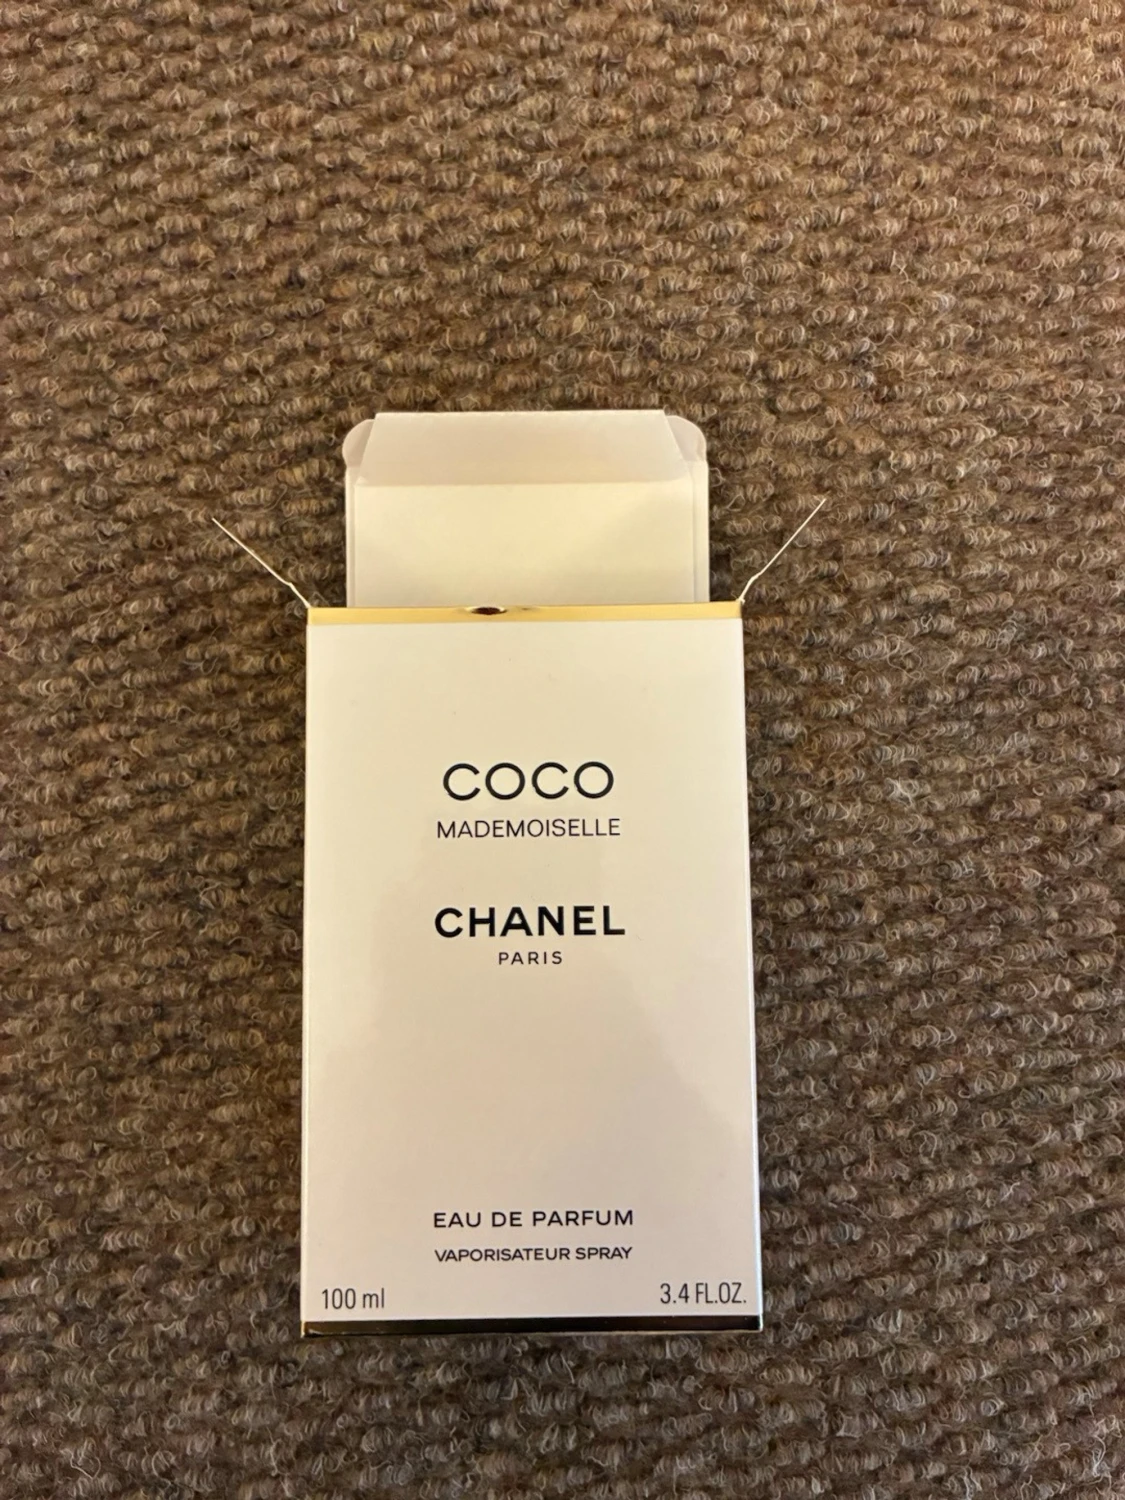 COCO
MADEMOISELLE
CHANEL
PARIS
EAU DE PARFUM
VAPORISATEUR SPRAY
100 ml 3.4 FL.OZ.